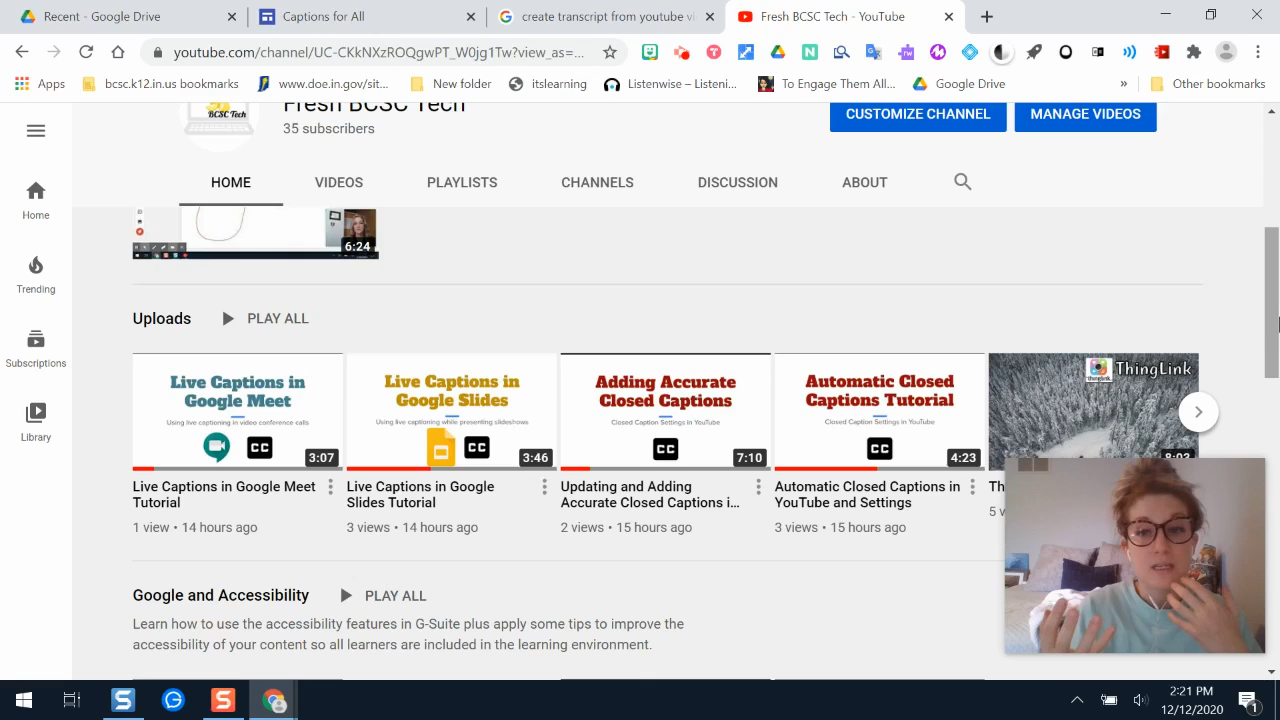 Recent - Google Drive
Captions for All
create transcript from youtube vi
Fresh BCSC Tech - YouTube
youtube.com/channel/UC-CKkNXzROQgwPT_W0jg1Tw?view_as=...
Apps
bcsc.k12.in.us bookmarks
www.doa.in.gov/sit...
New folder
itslearning
Listenwise – Listeni...
To Engage Them All...
Google Drive
»
Other bookmarks
BCSC Tech
Fresh BCSC Tech
35 subscribers
CUSTOMIZE CHANNEL
MANAGE VIDEOS
HOME
VIDEOS
PLAYLISTS
CHANNELS
DISCUSSION
ABOUT
Home
Trending
Subscriptions
Library
6:24
Uploads
PLAY ALL
Live Captions in
Google Meet
Using live captioning in video conference calls
CC
3:07
Live Captions in Google Meet
Tutorial
1 view • 14 hours ago
Live Captions in
Google Slides
Using live captioning while presenting slideshows
CC
3:46
Live Captions in Google
Slides Tutorial
3 views • 14 hours ago
Adding Accurate
Closed Captions
Closed Caption Settings in YouTube
CC
7:10
Updating and Adding
Accurate Closed Captions i...
2 views • 15 hours ago
Automatic Closed
Captions Tutorial
Closed Caption Settings in YouTube
CC
4:23
Automatic Closed Captions in
YouTube and Settings
3 views • 15 hours ago
ThingLink
Th
5 v
Google and Accessibility
PLAY ALL
Learn how to use the accessibility features in G-Suite plus apply some tips to improve the
accessibility of your content so all learners are included in the learning environment.
2:21 PM
12/12/2020
1